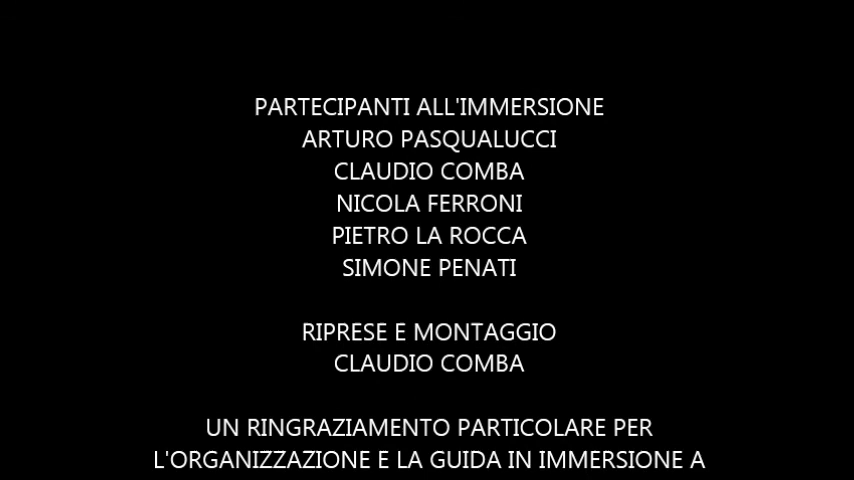 PARTECIPANTI ALL'IMMERSIONE
ARTURO PASQUALUCCI
CLAUDIO COMBA
NICOLA FERRONI
PIETRO LA ROCCA
SIMONE PENATI
RIPRESE E MONTAGGIO
CLAUDIO COMBA
UN RINGRAZIAMENTO PARTICOLARE PER
L'ORGANIZZAZIONE E LA GUIDA IN IMMERSIONE A